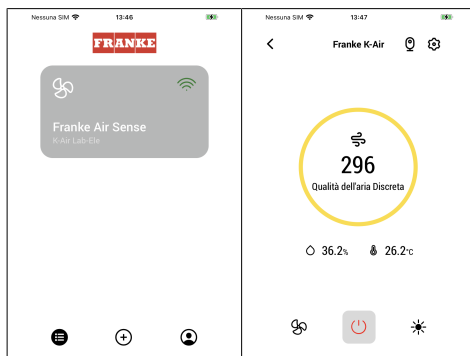 Nessuna SIM 13:46
FRANKE
Franke Air Sense
K-Air Lab-Ele
Nessuna SIM 13:47
Franke K-Air
296
Qualità dell'aria Discreta
36.2% 26.2°C